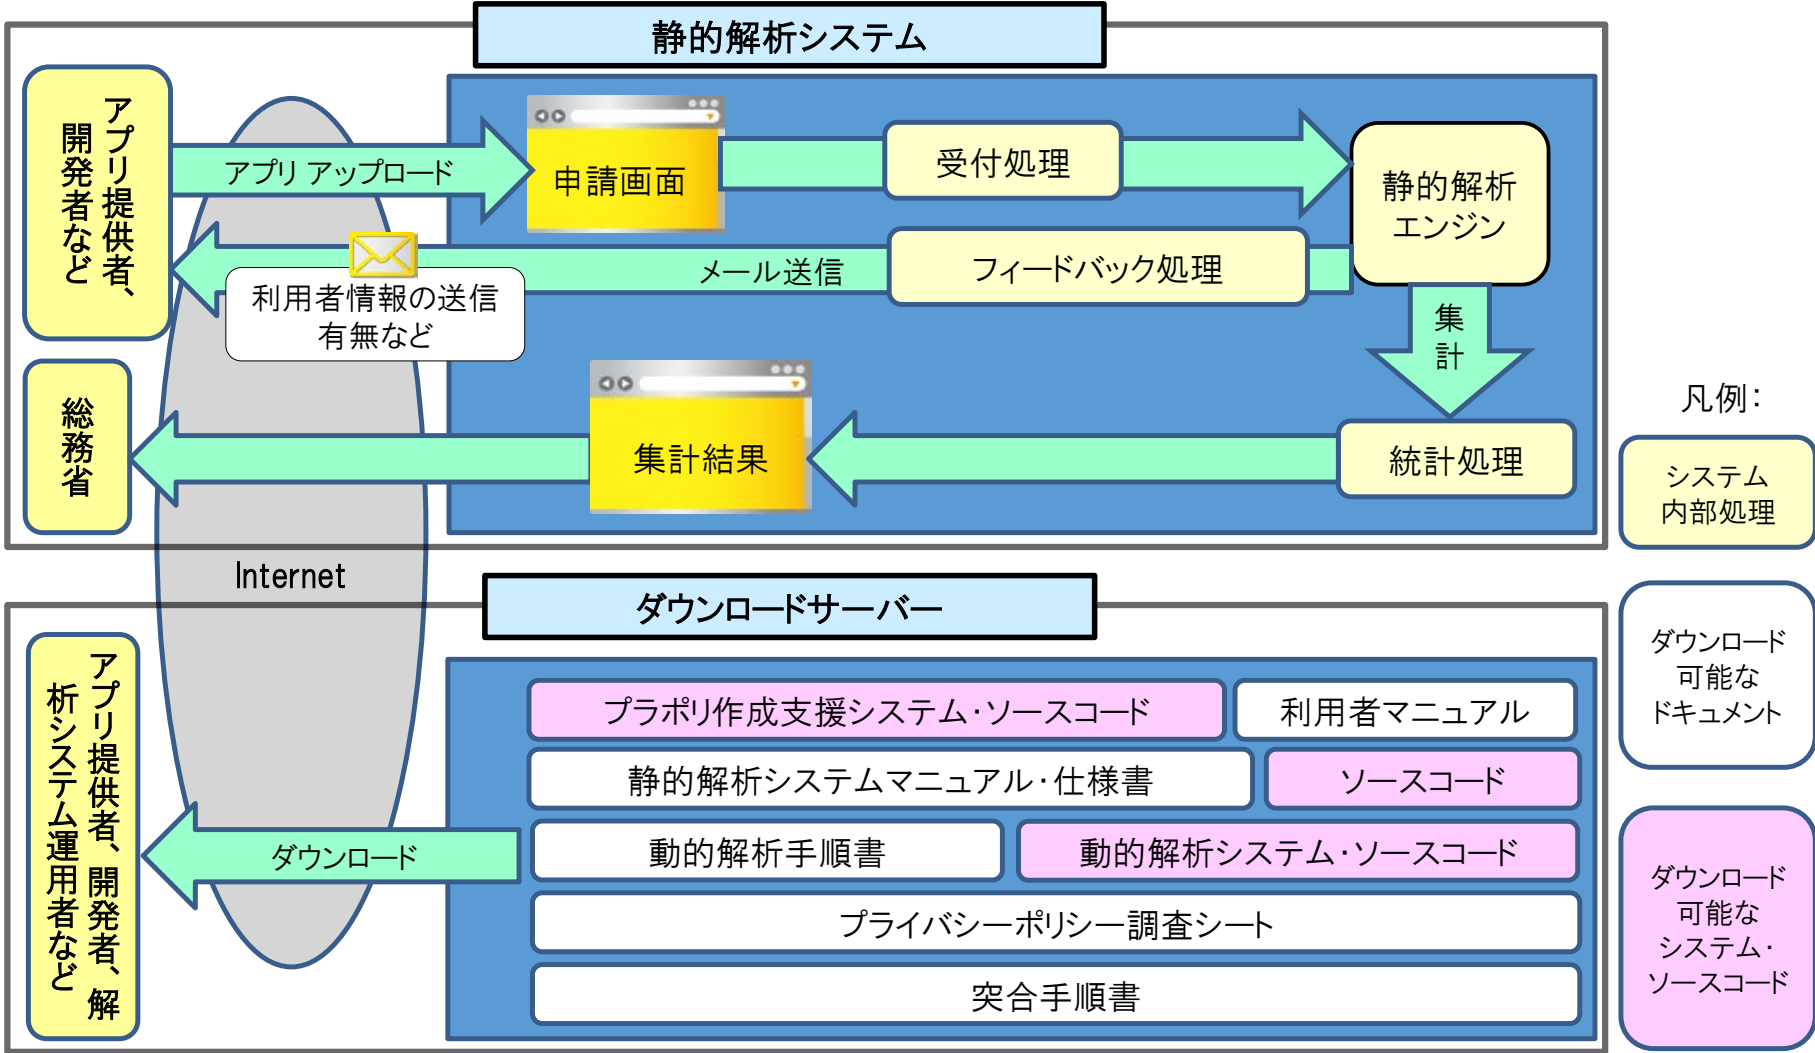 静的解析システム
アプリ提供者、
開発者など
アプリ アップロード
申請画面
受付処理
静的解析
エンジン
メール送信
フィードバック処理
利用者情報の送信
有無など
集
計
総務省
集計結果
統計処理
凡例：
システム
内部処理
Internet
ダウンロードサーバー
ダウンロード
可能な
ドキュメント
アプリ提供者、開発者、解
析システム運用者など
プラポリ作成支援システム・ソースコード
利用者マニュアル
静的解析システムマニュアル・仕様書
ソースコード
ダウンロード
動的解析手順書
動的解析システム・ソースコード
プライバシーポリシー調査シート
突合手順書
ダウンロード
可能な
システム・
ソースコード